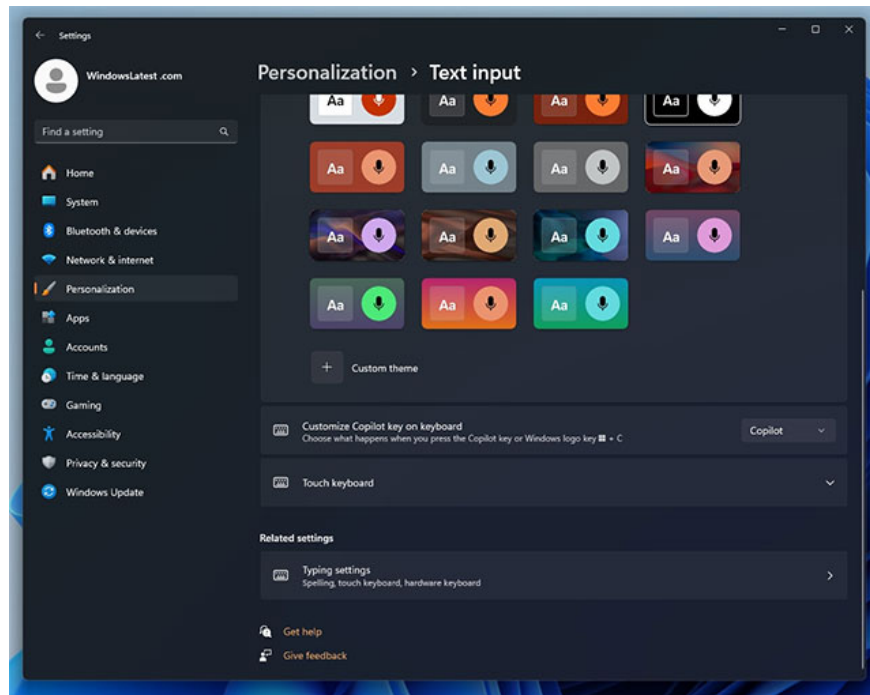 Settings
WindowsLatest .com
Find a setting
Home
System
Bluetooth & devices
Network & internet
Personalization
Apps
Accounts
Time & language
Gaming
Accessibility
Privacy & security
Windows Update
Personalization > Text input
Aa Aa Aa Aa
Aa Aa Aa Aa
Aa Aa Aa Aa
Aa Aa Aa
+ Custom theme
Customize Copilot key on keyboard
Choose what happens when you press the Copilot key or Windows logo key + C
Copilot
Touch keyboard
Related settings
Typing settings
Spelling, touch keyboard, hardware keyboard
Get help
Give feedback